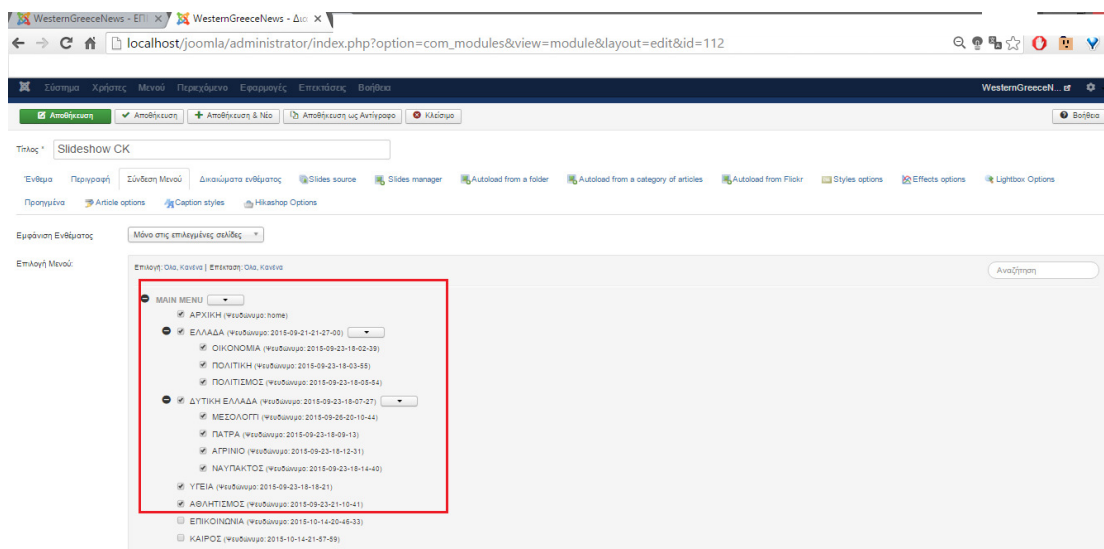 WesternGreeceNews - ΕΠΙ × WesternGreeceNews - Διο ×
localhost/joomla/administrator/index.php?option=com_modules&view=module&layout=edit&id=112
Σύστημα Χρήστες Μενού Περιεχόμενο Εφαρμογές Επεκτάσεις Βοήθεια WesternGreeceN...
Αποθήκευση Αποθήκευση Αποθήκευση & Νέο Αποθήκευση ως Αντίγραφο Κλείσιμο Βοήθεια
Τίτλος * Slideshow CK
Ένθεμα Περιγραφή Σύνδεση Μενού Δικαιώματα ενθέματος Slides source Slides manager Autoload from a folder Autoload from a category of articles Autoload from Flickr Styles options Effects options Lightbox Options
Προηγμένα Article options Caption styles Hikashop Options
Εμφάνιση Ενθέματος Μόνο στις επιλεγμένες σελίδες
Επιλογή Μενού: Επιλογή: Όλα, Κανένα | Επέκταση: Όλα, Κανένα Αναζήτηση
MAIN MENU
ΑΡΧΙΚΗ (Ψευδώνυμο: home)
ΕΛΛΑΔΑ (Ψευδώνυμο: 2015-09-21-21-27-00)
ΟΙΚΟΝΟΜΙΑ (Ψευδώνυμο: 2015-09-23-18-02-39)
ΠΟΛΙΤΙΚΗ (Ψευδώνυμο: 2015-09-23-18-03-55)
ΠΟΛΙΤΙΣΜΟΣ (Ψευδώνυμο: 2015-09-23-18-05-54)
ΔΥΤΙΚΗ ΕΛΛΑΔΑ (Ψευδώνυμο: 2015-09-23-18-07-27)
ΜΕΣΟΛΟΓΓΙ (Ψευδώνυμο: 2015-09-26-20-10-44)
ΠΑΤΡΑ (Ψευδώνυμο: 2015-09-23-18-09-13)
ΑΓΡΙΝΙΟ (Ψευδώνυμο: 2015-09-23-18-12-31)
ΝΑΥΠΑΚΤΟΣ (Ψευδώνυμο: 2015-09-23-18-14-40)
ΥΓΕΙΑ (Ψευδώνυμο: 2015-09-23-18-18-21)
ΑΘΛΗΤΙΣΜΟΣ (Ψευδώνυμο: 2015-09-23-21-10-41)
ΕΠΙΚΟΙΝΩΝΙΑ (Ψευδώνυμο: 2015-10-14-20-46-33)
ΚΑΙΡΟΣ (Ψευδώνυμο: 2015-10-14-21-57-59)